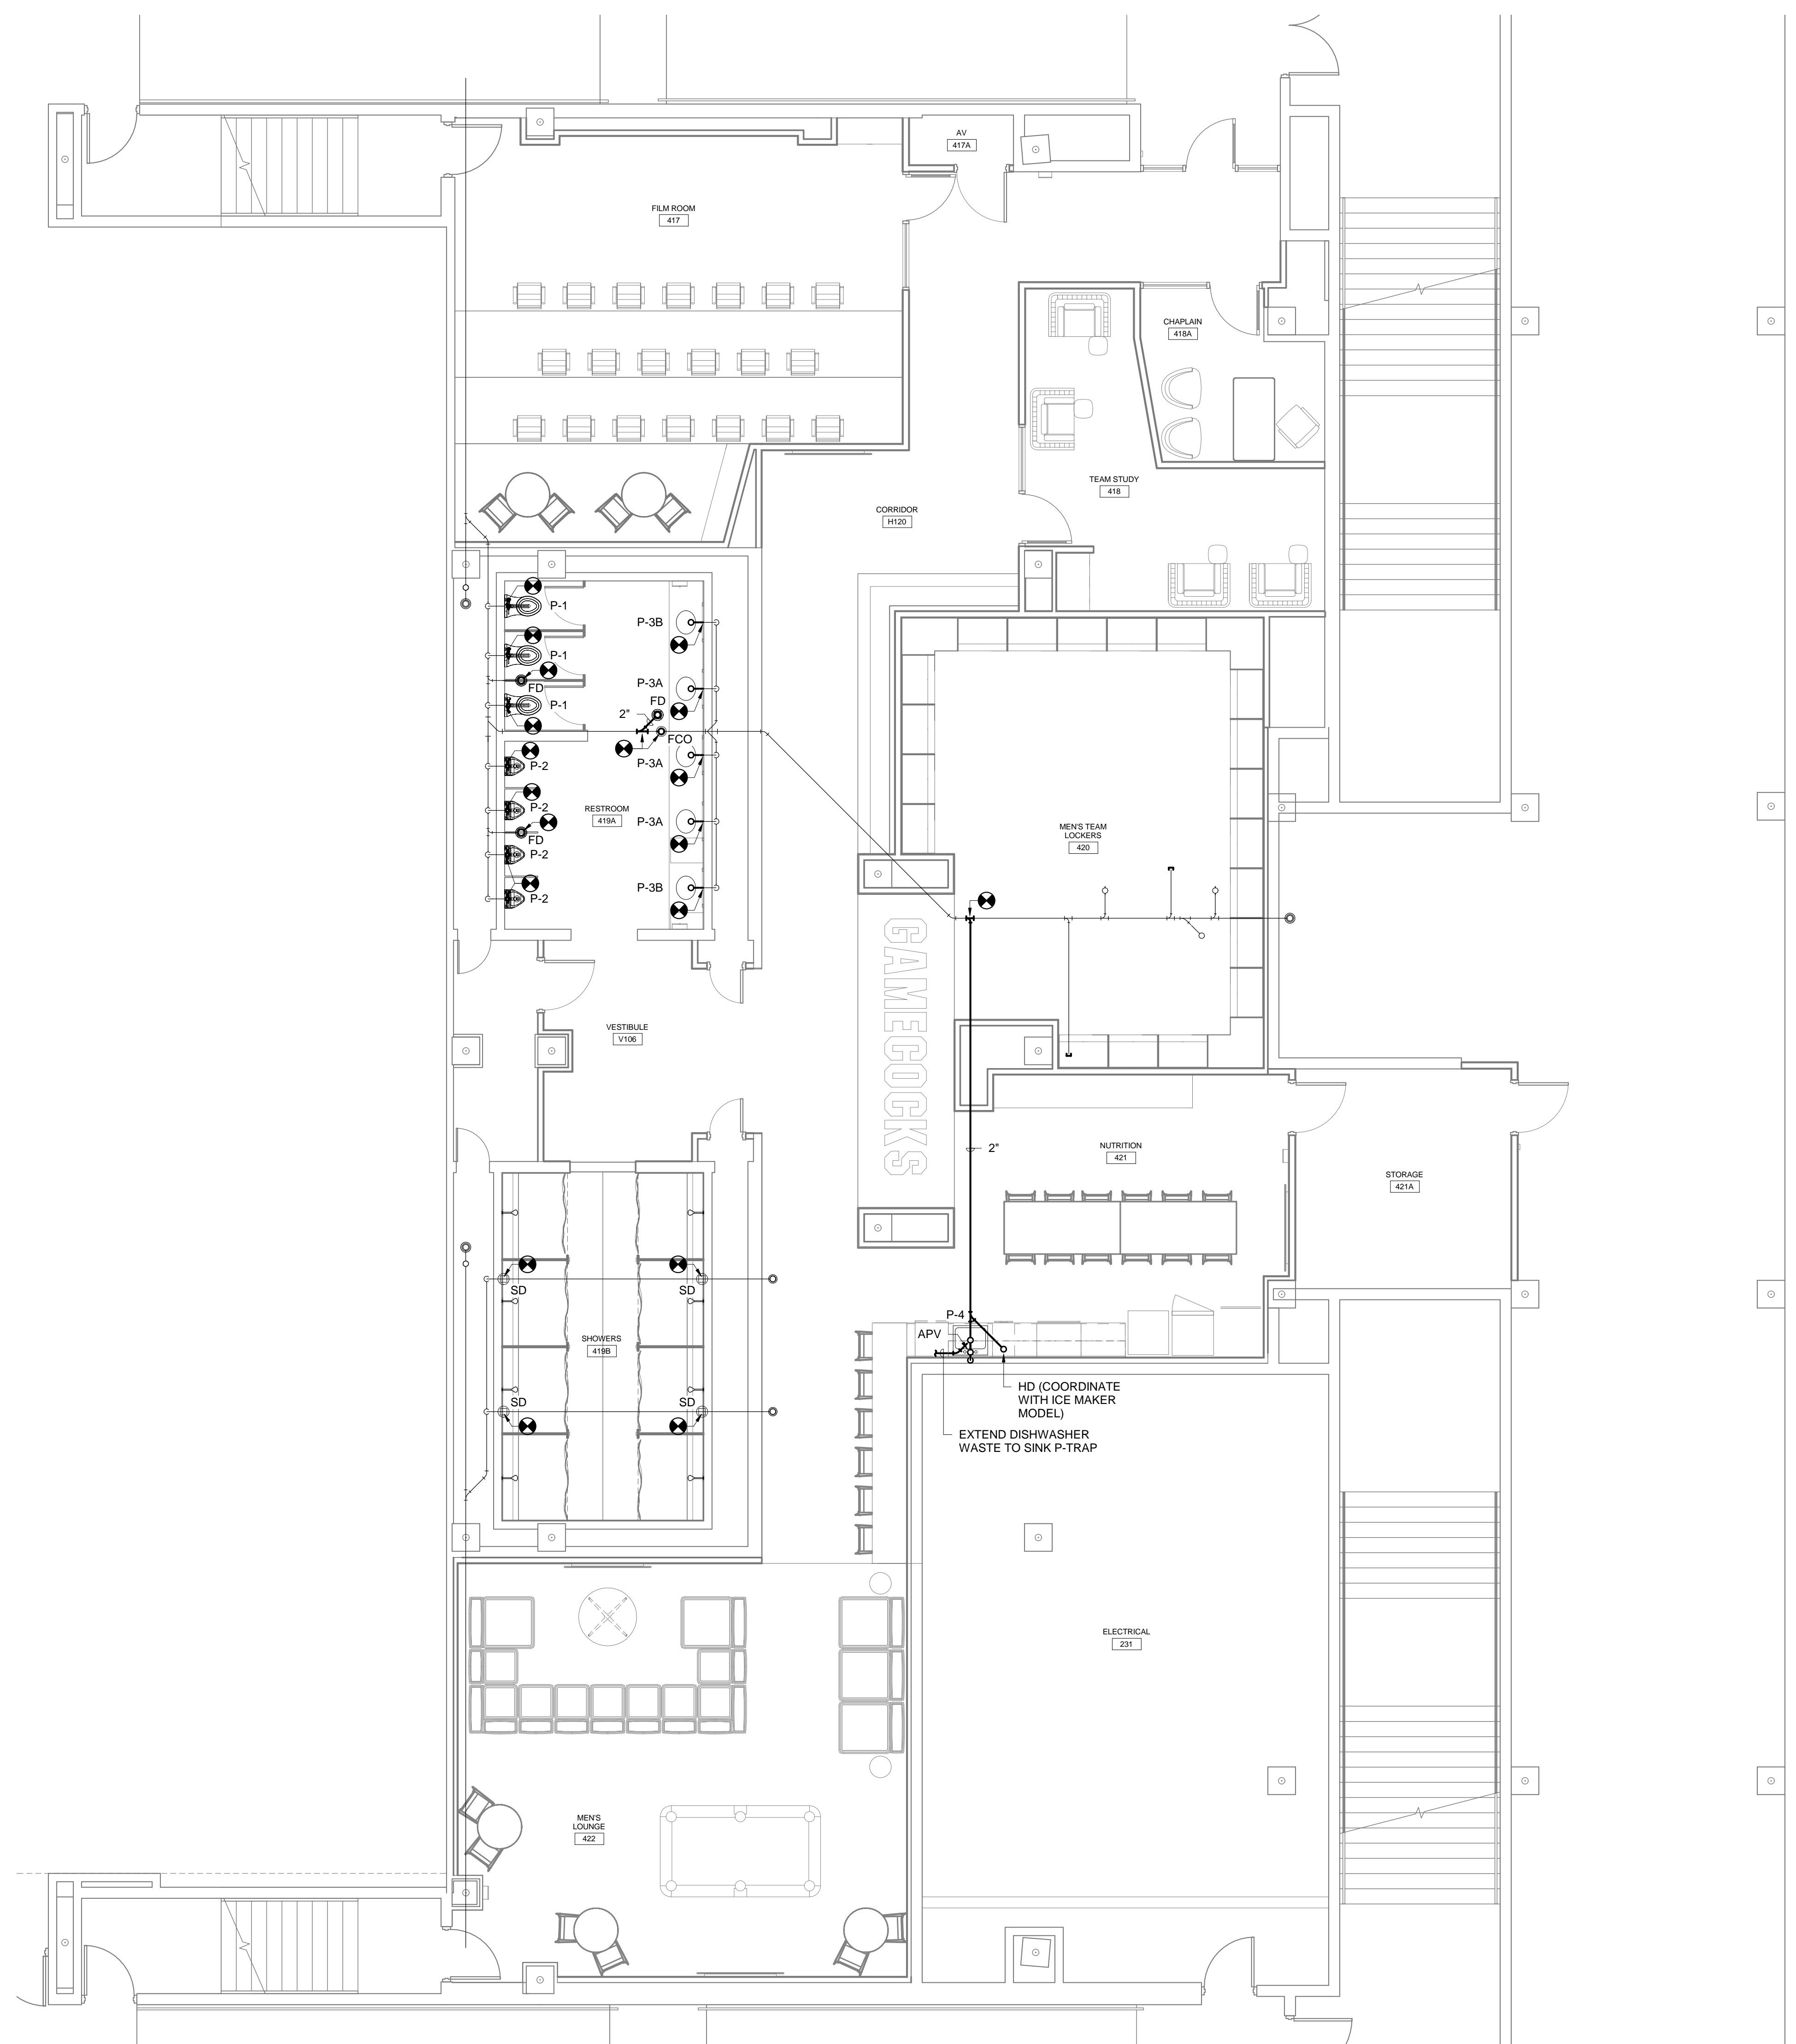 AV
417A
FILM ROOM
417
CHAPLAIN
418A
TEAM STUDY
418
CORRIDOR
H120
P-1
P-3B
P-1
P-3A
FD
FD
P-1
2"
FCO
P-3A
P-2
P-2
RESTROOM
419A
P-3A
FD
MEN'S TEAM
LOCKERS
420
P-2
P-3B
P-2
GAMECOCKS
VESTIBULE
V106
2"
NUTRITION
421
STORAGE
421A
SD
SD
P-4
APV
SHOWERS
419B
HD (COORDINATE
WITH ICE MAKER
MODEL)
SD
SD
EXTEND DISHWASHER
WASTE TO SINK P-TRAP
ELECTRICAL
231
MEN'S
LOUNGE
422